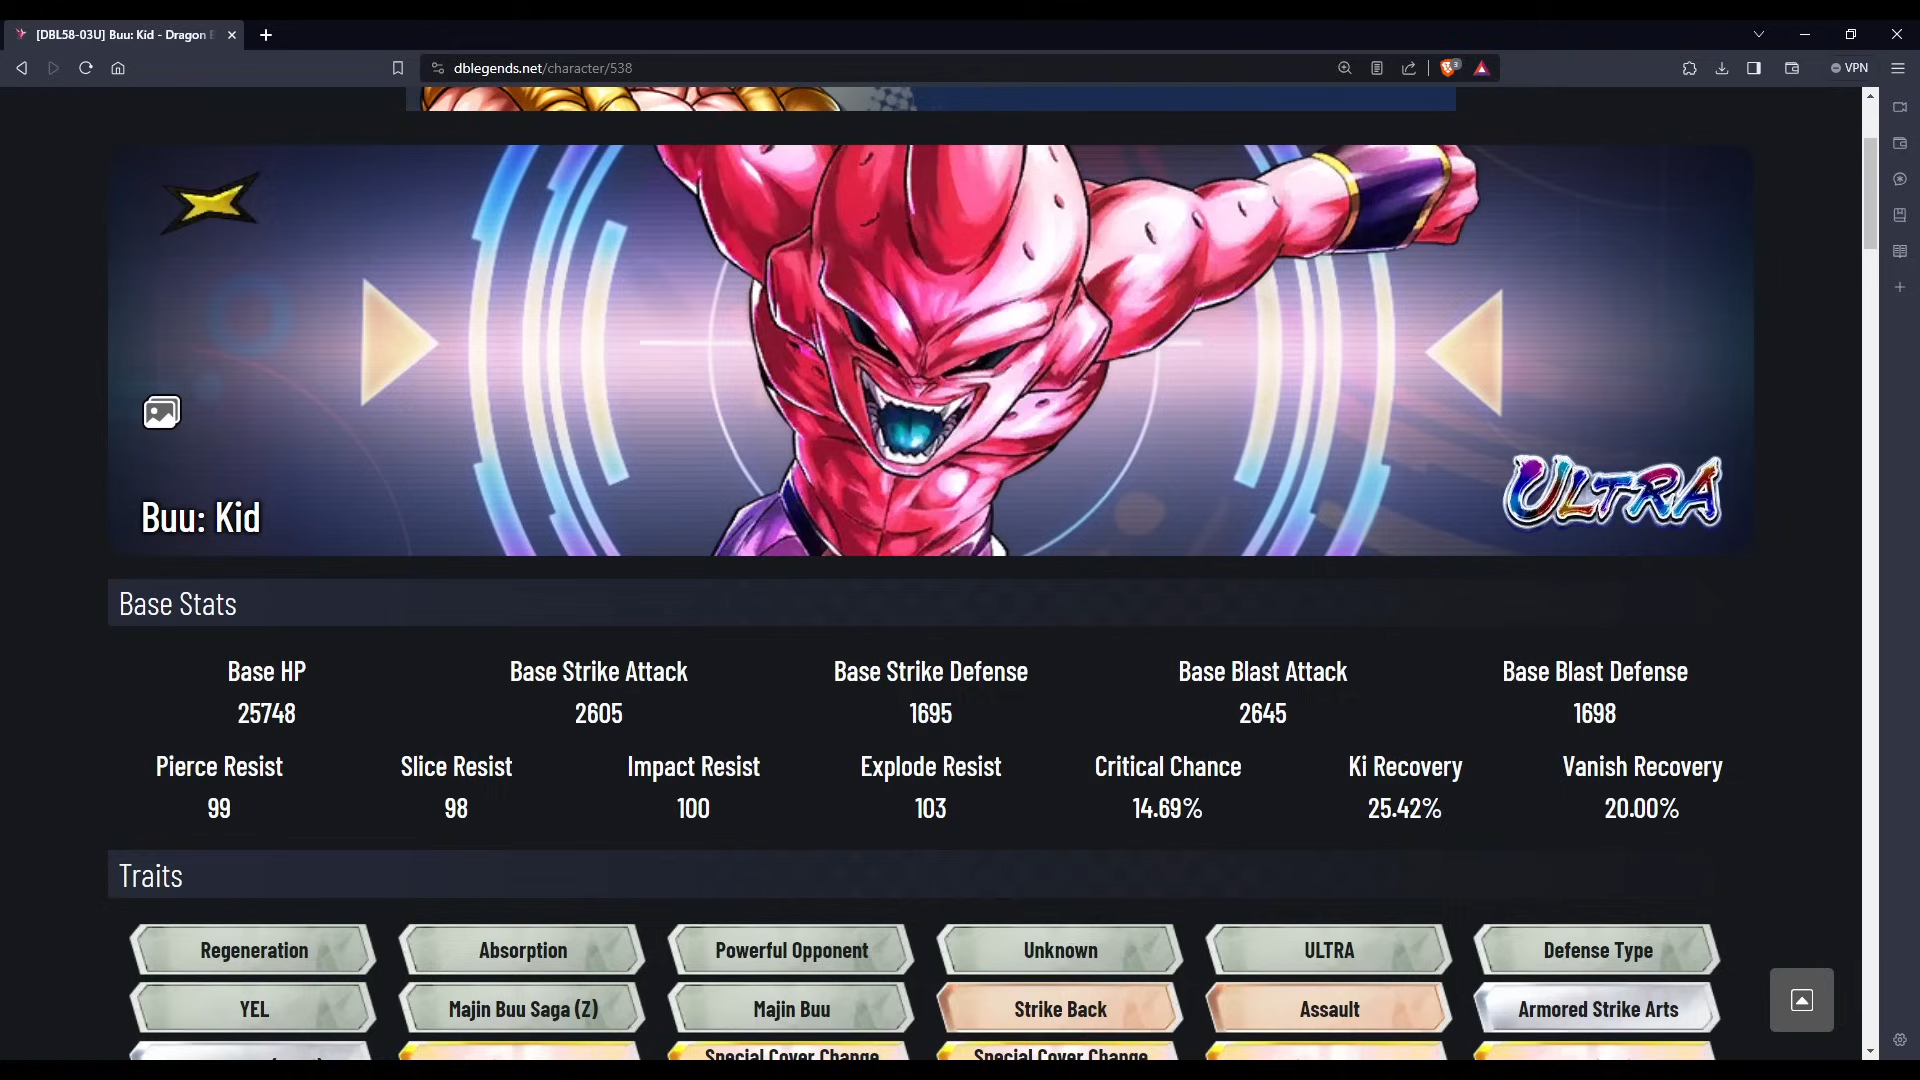 [DBL58-03U] Buu: Kid - Dragon B
dblegends.net/character/538
3
VPN
Buu: Kid
ULTRA
Base Stats
Base HP
Base Strike Attack
Base Strike Defense
Base Blast Attack
Base Blast Defense
25748
2605
1695
2645
1698
Pierce Resist
Slice Resist
Impact Resist
Explode Resist
Critical Chance
Ki Recovery
Vanish Recovery
99
98
100
103
14.69%
25.42%
20.00%
Traits
Regeneration
Absorption
Powerful Opponent
Unknown
ULTRA
Defense Type
YEL
Majin Buu Saga (Z)
Majin Buu
Strike Back
Assault
Armored Strike Arts
Special Cover Change
Special Cover Change